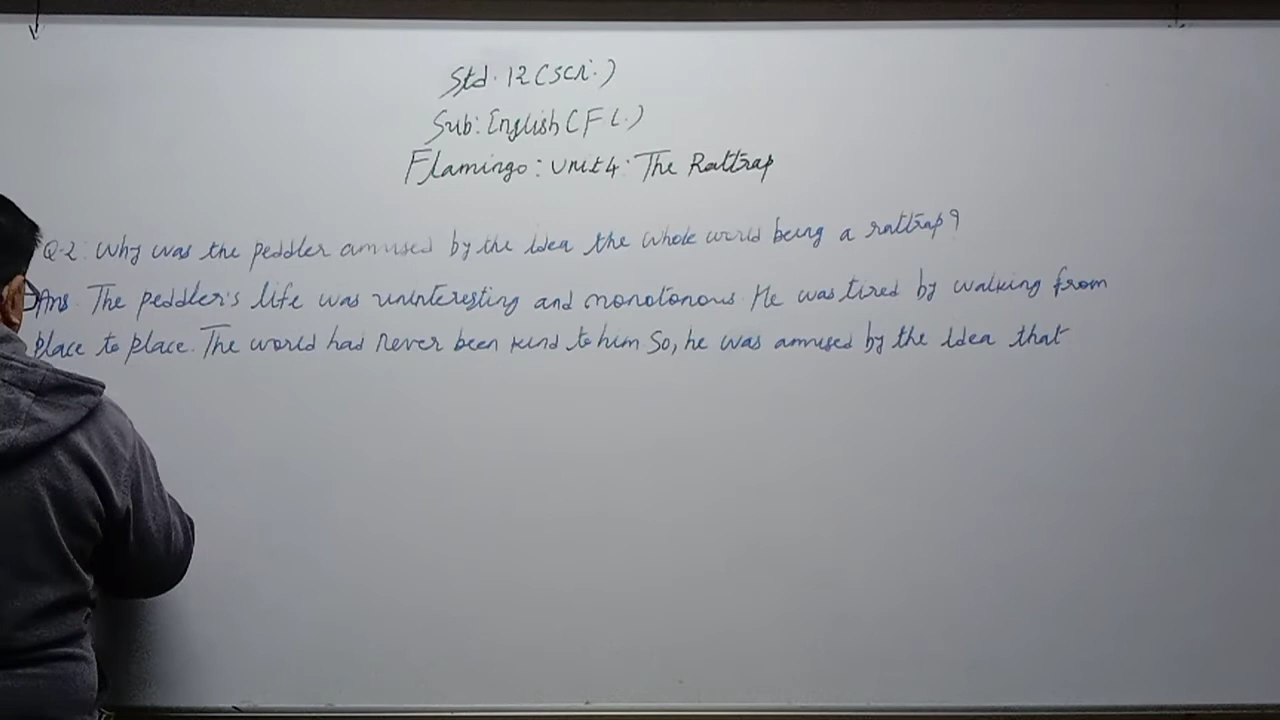 Std. 12 (Sci.)
Sub: English (F L.)
Flamingo: Unit 4: The Rattrap
Q-2. Why was the peddler amused by the idea the whole world being a rattrap?
Ans. The peddler's life was uninteresting and monotonous. He was tired by walking from
place to place. The world had never been kind to him So, he was amused by the idea that